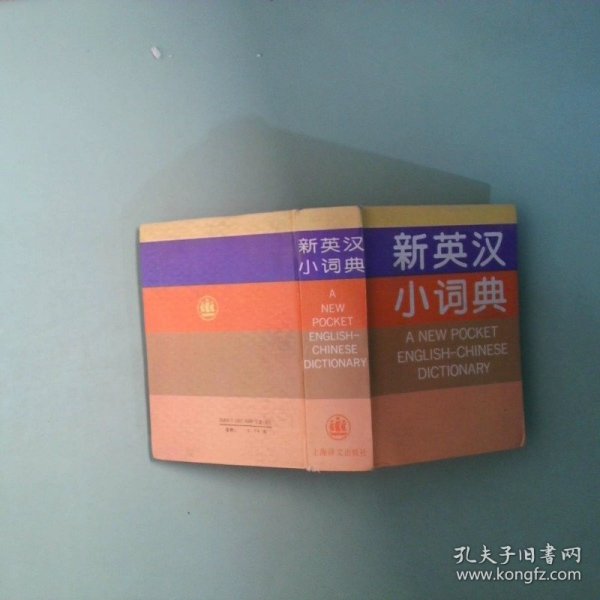 新英汉
小词典
A
NEW
POCKET
ENGLISH-
CHINESE
DICTIONARY
上海译文出版社
新英汉
小词典
A NEW POCKET
ENGLISH-CHINESE
DICTIONARY
孔夫子旧书网
www.kongfz.com